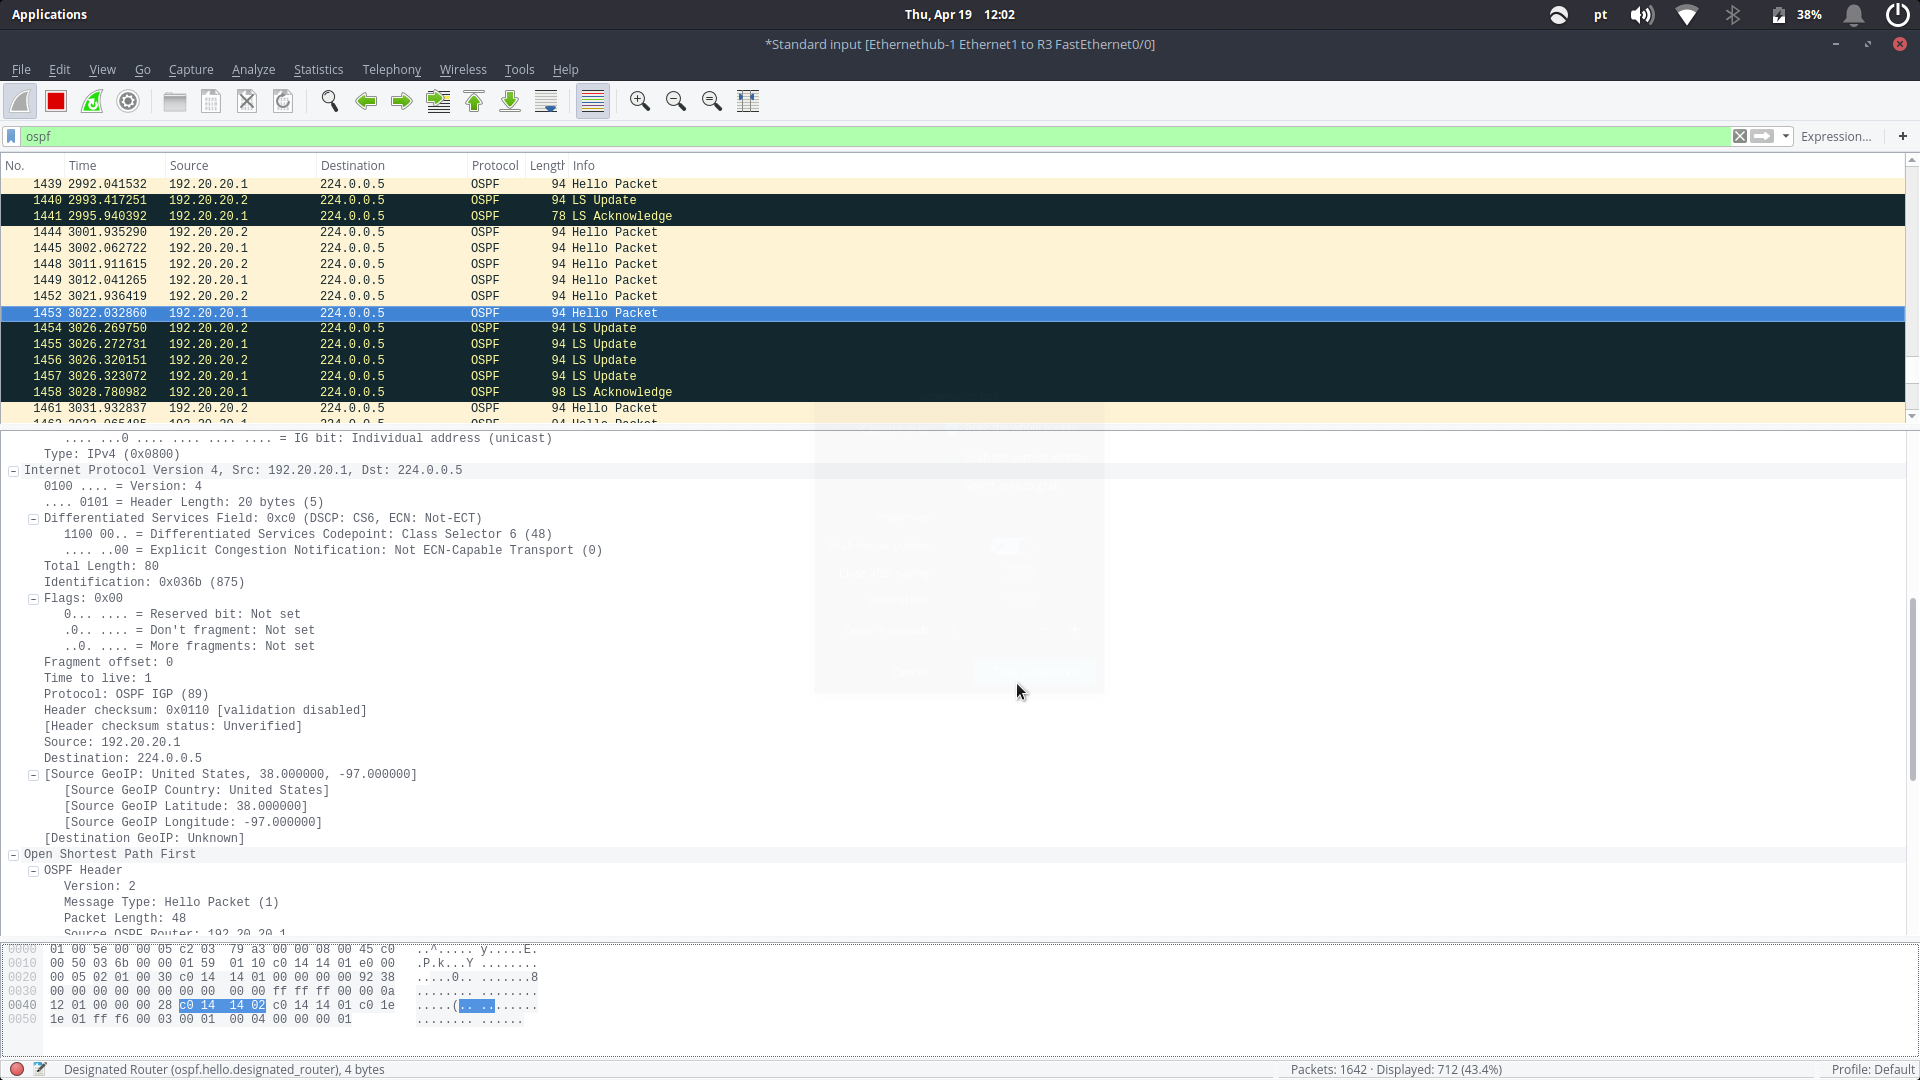 Applications
Thu, Apr 19 12:02
pt
38%
*Standard input [Ethernethub-1 Ethernet1 to R3 FastEthernet0/0]
File Edit View Go Capture Analyze Statistics Telephony Wireless Tools Help
ospf
Expression... +
No. Time Source Destination Protocol Length Info
1439 2992.041532 192.20.20.1 224.0.0.5 OSPF 94 Hello Packet
1440 2993.417251 192.20.20.2 224.0.0.5 OSPF 94 LS Update
1441 2995.940392 192.20.20.1 224.0.0.5 OSPF 78 LS Acknowledge
1444 3001.935290 192.20.20.2 224.0.0.5 OSPF 94 Hello Packet
1445 3002.062722 192.20.20.1 224.0.0.5 OSPF 94 Hello Packet
1448 3011.911615 192.20.20.2 224.0.0.5 OSPF 94 Hello Packet
1449 3012.041265 192.20.20.1 224.0.0.5 OSPF 94 Hello Packet
1452 3021.936419 192.20.20.2 224.0.0.5 OSPF 94 Hello Packet
1453 3022.032860 192.20.20.1 224.0.0.5 OSPF 94 Hello Packet
1454 3026.269750 192.20.20.2 224.0.0.5 OSPF 94 LS Update
1455 3026.272731 192.20.20.1 224.0.0.5 OSPF 94 LS Update
1456 3026.320151 192.20.20.2 224.0.0.5 OSPF 94 LS Update
1457 3026.323072 192.20.20.1 224.0.0.5 OSPF 94 LS Update
1458 3028.780982 192.20.20.1 224.0.0.5 OSPF 98 LS Acknowledge
1461 3031.932837 192.20.20.2 224.0.0.5 OSPF 94 Hello Packet
.... ...0 .... .... .... .... = IG bit: Individual address (unicast)
Type: IPv4 (0x0800)
Internet Protocol Version 4, Src: 192.20.20.1, Dst: 224.0.0.5
0100 .... = Version: 4
.... 0101 = Header Length: 20 bytes (5)
Differentiated Services Field: 0xc0 (DSCP: CS6, ECN: Not-ECT)
1100 00.. = Differentiated Services Codepoint: Class Selector 6 (48)
.... ..00 = Explicit Congestion Notification: Not ECN-Capable Transport (0)
Total Length: 80
Identification: 0x036b (875)
Flags: 0x00
0... .... = Reserved bit: Not set
.0.. .... = Don't fragment: Not set
..0. .... = More fragments: Not set
Fragment offset: 0
Time to live: 1
Protocol: OSPF IGP (89)
Header checksum: 0x0110 [validation disabled]
[Header checksum status: Unverified]
Source: 192.20.20.1
Destination: 224.0.0.5
[Source GeoIP: United States, 38.000000, -97.000000]
[Source GeoIP Country: United States]
[Source GeoIP Latitude: 38.000000]
[Source GeoIP Longitude: -97.000000]
[Destination GeoIP: Unknown]
Open Shortest Path First
OSPF Header
Version: 2
Message Type: Hello Packet (1)
Packet Length: 48
Source OSPF Router: 192.20.20.1
0000 01 00 5e 00 00 05 c2 03 79 a3 00 00 08 00 45 c0 ..^..... y.....E.
0010 00 50 03 6b 00 00 01 59 01 10 c0 14 14 01 e0 00 .P.k...Y ........
0020 00 05 02 01 00 30 c0 14 14 01 00 00 00 00 92 38 .....0.. .......8
0030 00 00 00 00 00 00 00 00 00 00 ff ff ff 00 00 0a ........ ........
0040 12 01 00 00 00 28 c0 14 14 02 c0 14 14 01 c0 1e .....(.. ........
0050 1e 01 ff f6 00 03 00 01 00 04 00 00 00 01 ........ ......
Designated Router (ospf.hello.designated_router), 4 bytes
Packets: 1642 · Displayed: 712 (43.4%)
Profile: Default